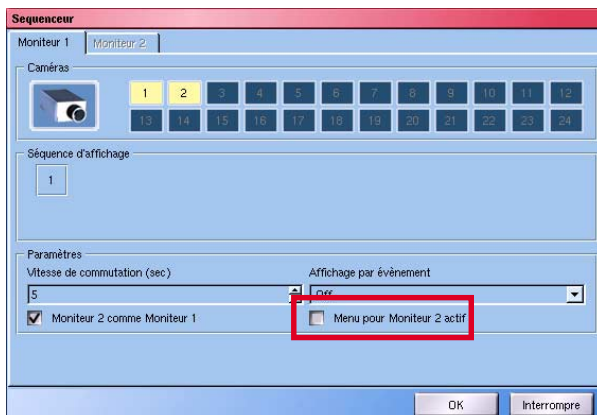 Sequenceur
Moniteur 1 Moniteur 2
Caméras
1 2 3 4 5 6 7 8 9 10 11 12
13 14 15 16 17 18 19 20 21 22 23 24
Séquence d'affichage
1
Paramètres
Vitesse de commutation (sec) Affichage par évènement
5 Off
Moniteur 2 comme Moniteur 1 Menu pour Moniteur 2 actif
OK Interrompre